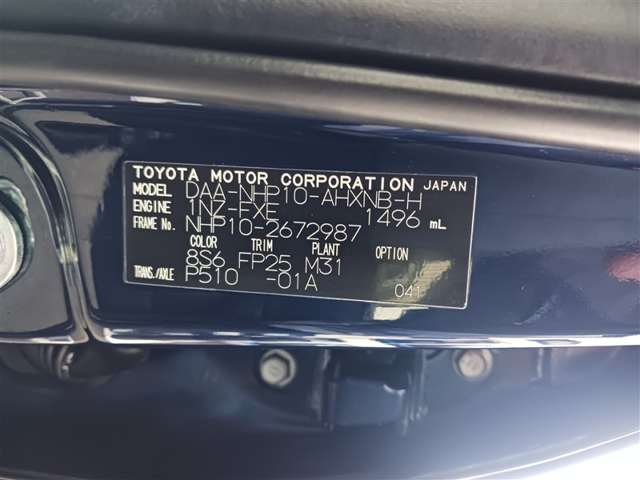 TOYOTA MOTOR CORPORATION JAPAN
MODEL DAA-NHP10-AHXNB-H
ENGINE 1NZ-FXE 1496 mL
FRAME No. NHP10-2672987
COLOR TRIM PLANT OPTION
8S6 FP25 M31
TRANS./AXLE P510 -01A 041